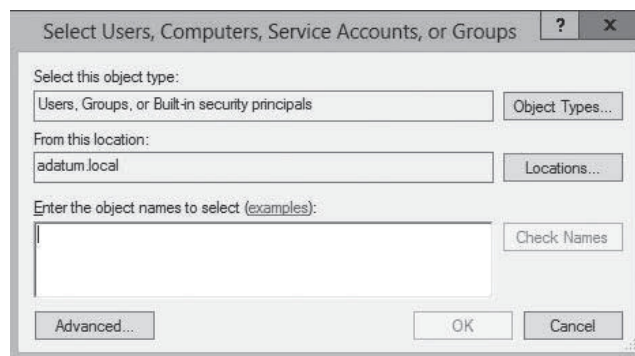 Select Users, Computers, Service Accounts, or Groups ? x
Select this object type:
Users, Groups, or Built-in security principals Object Types...
From this location:
adatum.local Locations...
Enter the object names to select (examples):
Check Names
Advanced... OK Cancel